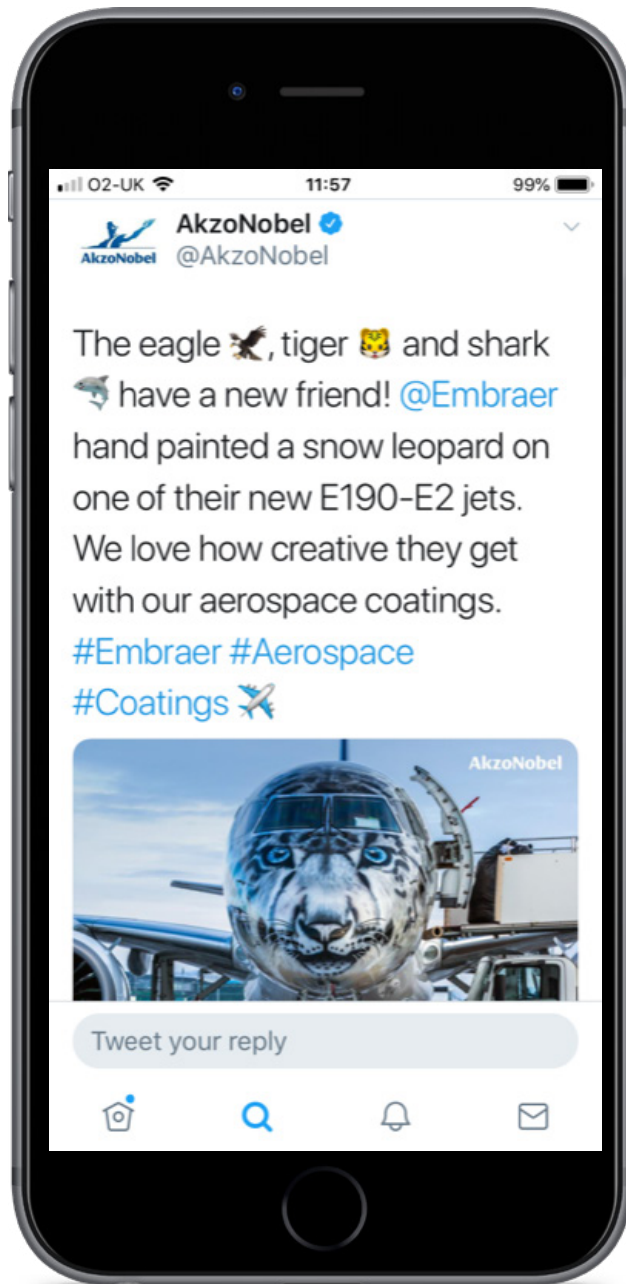 O2-UK 11:57 99%
AkzoNobel
AkzoNobel @AkzoNobel
The eagle 🦅, tiger 🐯 and shark
🐬 have a new friend! @Embraer
hand painted a snow leopard on
one of their new E190-E2 jets.
We love how creative they get
with our aerospace coatings.
#Embraer #Aerospace
#Coatings ✈️
AkzoNobel
Tweet your reply